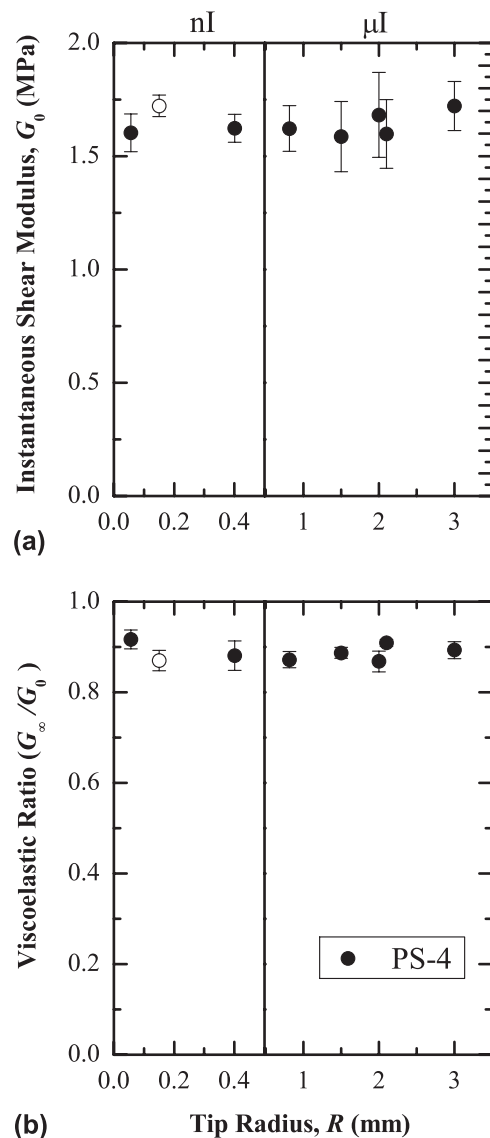 nI μI
Instantaneous Shear Modulus, G₀ (MPa)
2.0
1.5
1.0
0.5
0.0
0.0 0.2 0.4 1 2 3
(a)
Viscoelastic Ratio (G∞/G₀)
1.0
0.8
0.6
0.4
0.2
0.0
PS-4
0.0 0.2 0.4 1 2 3
(b) Tip Radius, R (mm)